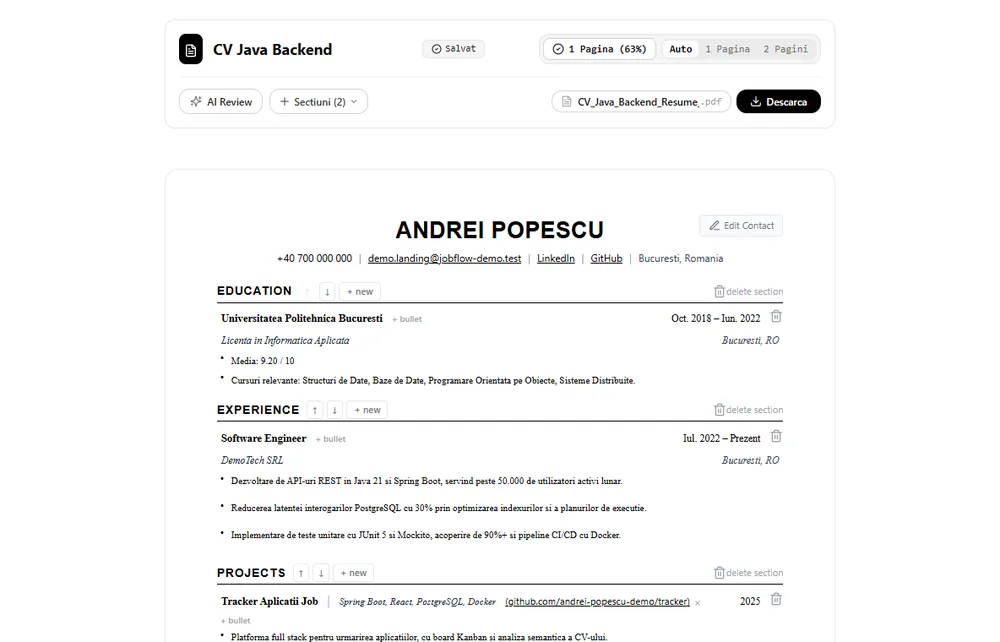 CV Java Backend
Salvat
1 Pagina (63%) Auto 1 Pagina 2 Pagini
AI Review + Sectiuni (2)
CV_Java_Backend_Resume_ .pdf Descarca
ANDREI POPESCU
Edit Contact
+40 700 000 000 | demo.landing@jobflow-demo.test | LinkedIn | GitHub | Bucuresti, Romania
EDUCATION ↓ + new delete section
Universitatea Politehnica Bucuresti + bullet Oct. 2018 – Iun. 2022
Licenta in Informatica Aplicata Bucuresti, RO
• Media: 9.20 / 10
• Cursuri relevante: Structuri de Date, Baze de Date, Programare Orientata pe Obiecte, Sisteme Distribuite.
EXPERIENCE ↑ ↓ + new delete section
Software Engineer + bullet Iul. 2022 – Prezent
DemoTech SRL Bucuresti, RO
• Dezvoltare de API-uri REST in Java 21 si Spring Boot, servind peste 50.000 de utilizatori activi lunar.
• Reducerea latentei interogarilor PostgreSQL cu 30% prin optimizarea indexurilor si a planurilor de executie.
• Implementare de teste unitare cu JUnit 5 si Mockito, acoperire de 90%+ si pipeline CI/CD cu Docker.
PROJECTS ↑ ↓ + new delete section
Tracker Aplicatii Job | Spring Boot, React, PostgreSQL, Docker (github.com/andrei-popescu-demo/tracker) × 2025
+ bullet
• Platforma full stack pentru urmarirea aplicatiilor, cu board Kanban si analiza semantica a CV-ului.